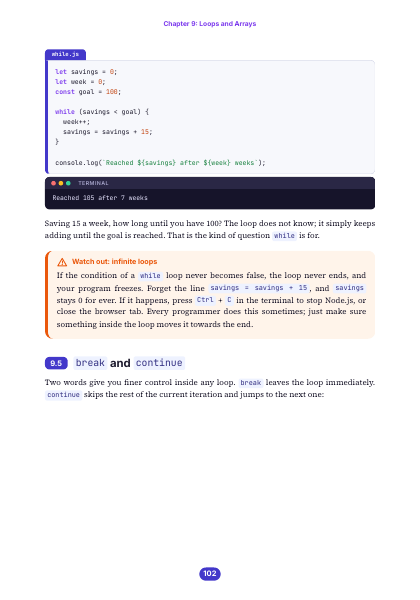 Chapter 9: Loops and Arrays
while.js
let savings = 0;
let week = 0;
const goal = 100;
while (savings < goal) {
week++;
savings = savings + 15;
}
console.log(`Reached ${savings} after ${week} weeks`);
TERMINAL
Reached 105 after 7 weeks
Saving 15 a week, how long until you have 100? The loop does not know; it simply keeps
adding until the goal is reached. That is the kind of question while is for.
Watch out: infinite loops
If the condition of a while loop never becomes false, the loop never ends, and
your program freezes. Forget the line savings = savings + 15, and savings
stays 0 for ever. If it happens, press Ctrl + C in the terminal to stop Node.js, or
close the browser tab. Every programmer does this sometimes; just make sure
something inside the loop moves it towards the end.
9.5 break and continue
Two words give you finer control inside any loop. break leaves the loop immediately.
continue skips the rest of the current iteration and jumps to the next one:
102